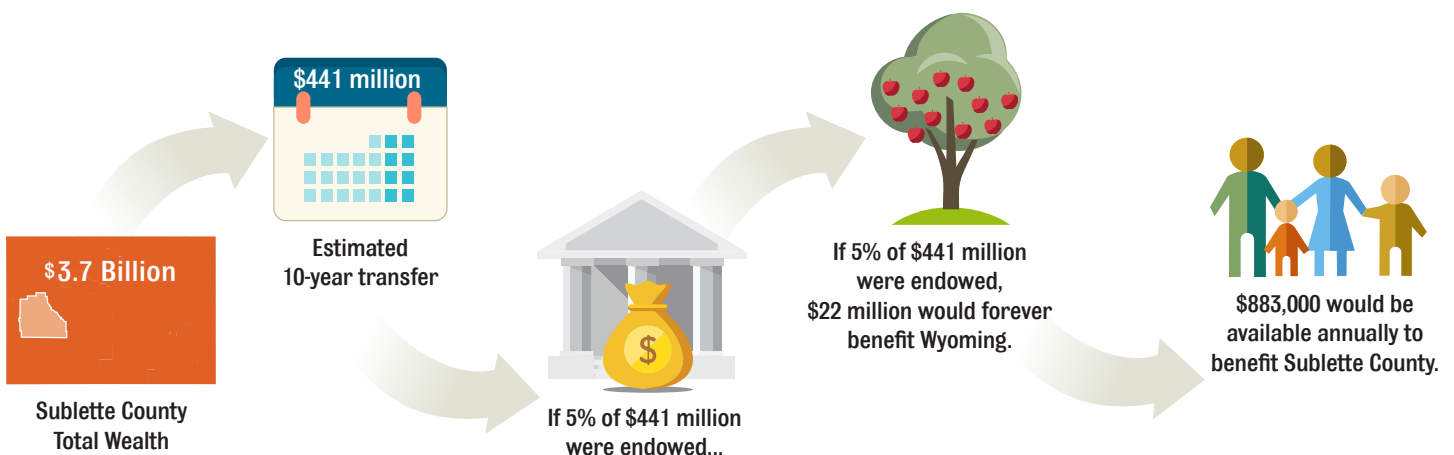 $3.7 Billion
Sublette County
Total Wealth
$441 million
Estimated
10-year transfer
$
If 5% of $441 million
were endowed...
If 5% of $441 million
were endowed,
$22 million would forever
benefit Wyoming.
$883,000 would be
available annually to
benefit Sublette County.